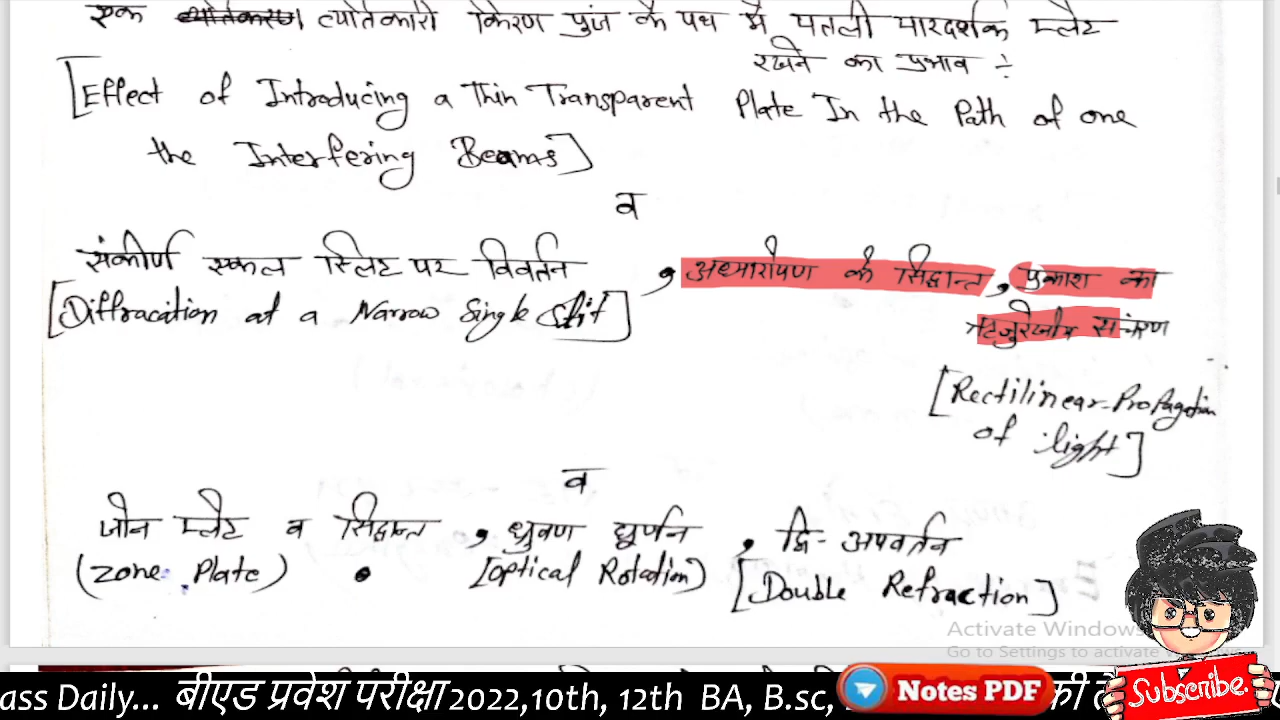 एक व्यतिकारी किरण पुंज के पथ में पतली पारदर्शक प्लेट
रखने का प्रभाव ÷
[Effect of Introducing a Thin Transparent Plate In the Path of one
the Interfering Beams]
व
संकीर्ण एकल स्लिट पर विवर्तन , अध्यारोपण के सिद्धान्त , प्रकाश का
[Diffracition at a Narrow Single Slit]
ऋजुरेखीय संचरण
[Rectilinear-Propagation
of light]
व
जोन प्लेट व सिद्धान्त , ध्रुवण घुर्णन , द्वि- अपवर्तन
(Zone Plate) [Optical Rotation) [Double Refraction]
Activate Windows
Go to Settings to activate
ass Daily... बीएड प्रवेश परीक्षा 2022,10th, 12th BA, B.sc,
Notes PDF
Subscribe.